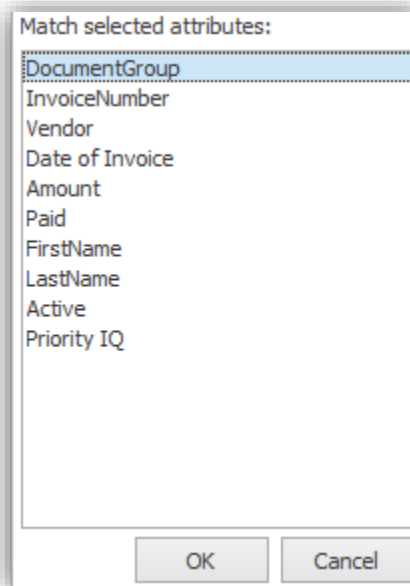 Match selected attributes:
DocumentGroup
InvoiceNumber
Vendor
Date of Invoice
Amount
Paid
FirstName
LastName
Active
Priority IQ
OK
Cancel